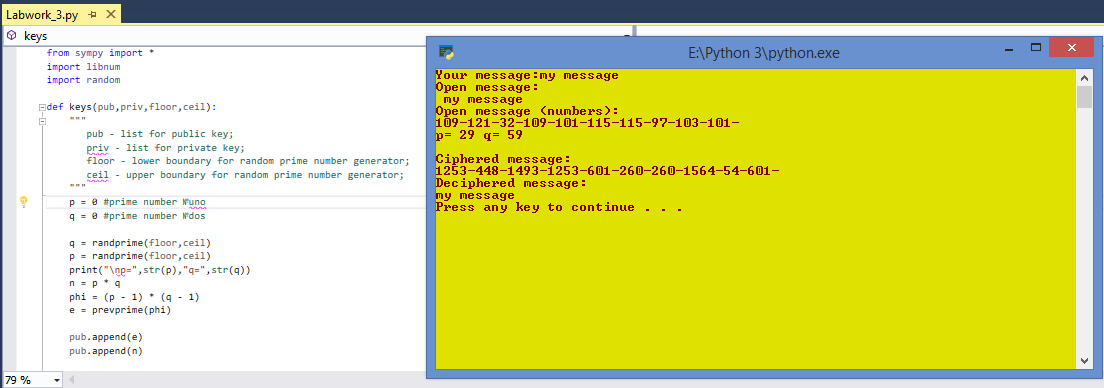 Labwork_3.py
keys
from sympy import *
import libnum
import random
def keys(pub,priv,floor,ceil):
"""
pub - list for public key;
priv - list for private key;
floor - lower boundary for random prime number generator;
ceil - upper boundary for random prime number generator;
"""
p = 0 #prime number №uno
q = 0 #prime number №dos
q = randprime(floor,ceil)
p = randprime(floor,ceil)
print("\np=",str(p),"q=",str(q))
n = p * q
phi = (p - 1) * (q - 1)
e = prevprime(phi)
pub.append(e)
pub.append(n)
79 %
E:\Python 3\python.exe
Your message:my message
Open message:
my message
Open message (numbers):
109-121-32-109-101-115-115-97-103-101-
p= 29 q= 59
Ciphered message:
1253-448-1493-1253-601-260-260-1564-54-601-
Deciphered message:
my message
Press any key to continue . . .